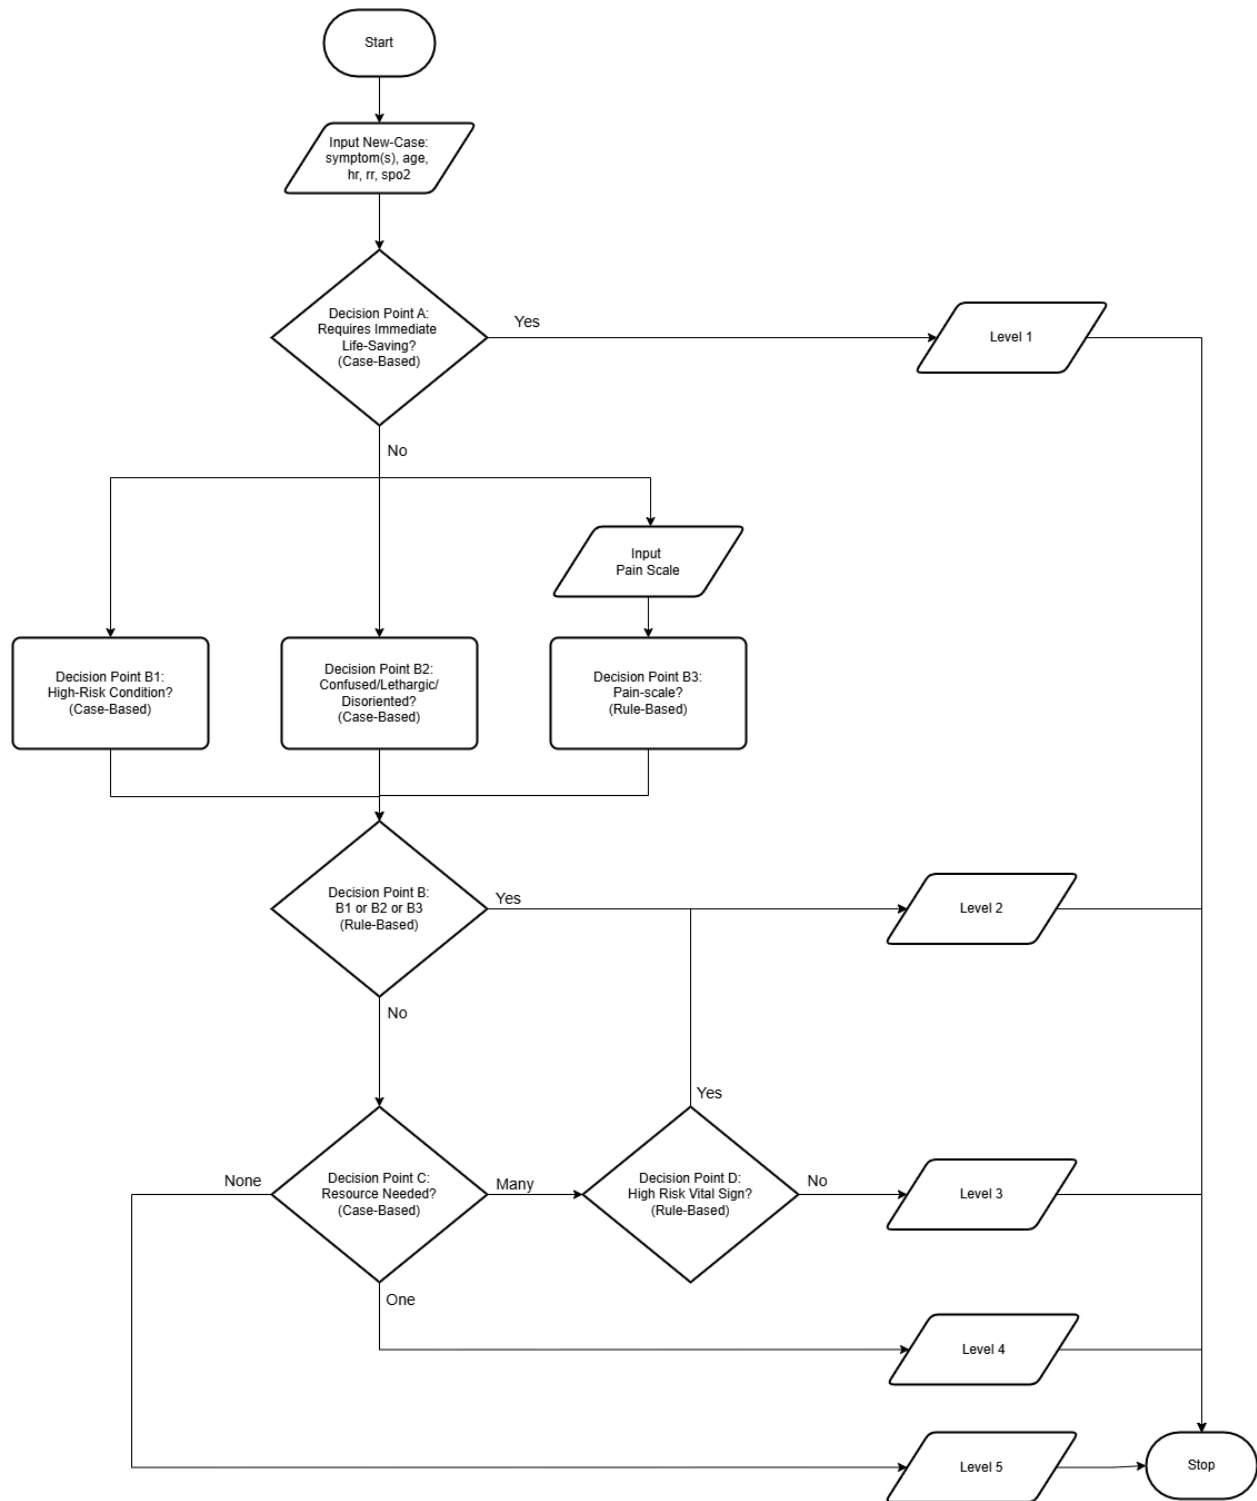 Start
Input New-Case:
symptom(s), age,
hr, rr, spo2
Decision Point A:
Requires Immediate
Life-Saving?
(Case-Based)
Yes
Level 1
No
Input
Pain Scale
Decision Point B1:
High-Risk Condition?
(Case-Based)
Decision Point B2:
Confused/Lethargic/
Disoriented?
(Case-Based)
Decision Point B3:
Pain-scale?
(Rule-Based)
Decision Point B:
B1 or B2 or B3
(Rule-Based)
Yes
Level 2
No
Yes
None
Decision Point C:
Resource Needed?
(Case-Based)
Many
Decision Point D:
High Risk Vital Sign?
(Rule-Based)
No
Level 3
One
Level 4
Level 5
Stop